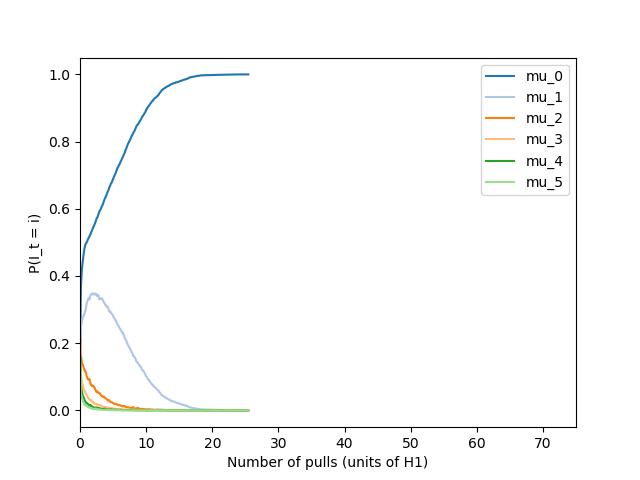 1.0
0.8
0.6
0.4
0.2
0.0
P(I_t = i)
0 10 20 30 40 50 60 70
Number of pulls (units of H1)
mu_0
mu_1
mu_2
mu_3
mu_4
mu_5